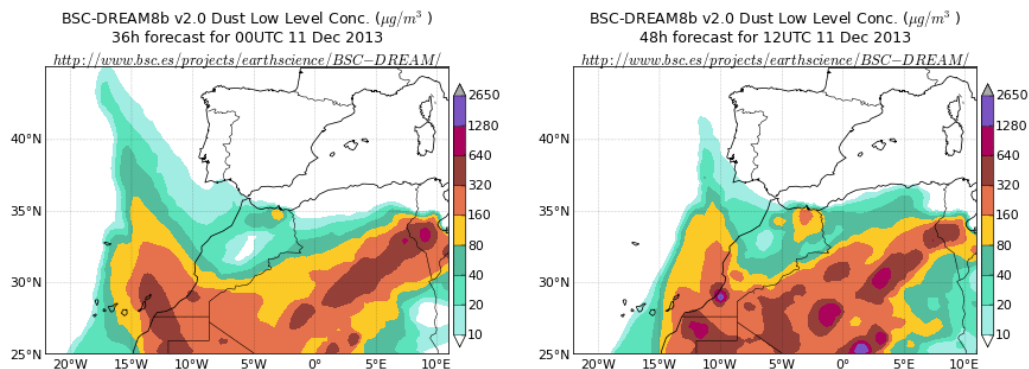 BSC-DREAM8b v2.0 Dust Low Level Conc. (μg/m³ )
36h forecast for 00UTC 11 Dec 2013
http://www.bsc.es/projects/earthscience/BSC-DREAM/
40°N
35°N
30°N
25°N
20°W
15°W
10°W
5°W
0°
5°E
10°E
2650
1280
640
320
160
80
40
20
10
BSC-DREAM8b v2.0 Dust Low Level Conc. (μg/m³ )
48h forecast for 12UTC 11 Dec 2013
http://www.bsc.es/projects/earthscience/BSC-DREAM/
40°N
35°N
30°N
25°N
20°W
15°W
10°W
5°W
0°
5°E
10°E
2650
1280
640
320
160
80
40
20
10